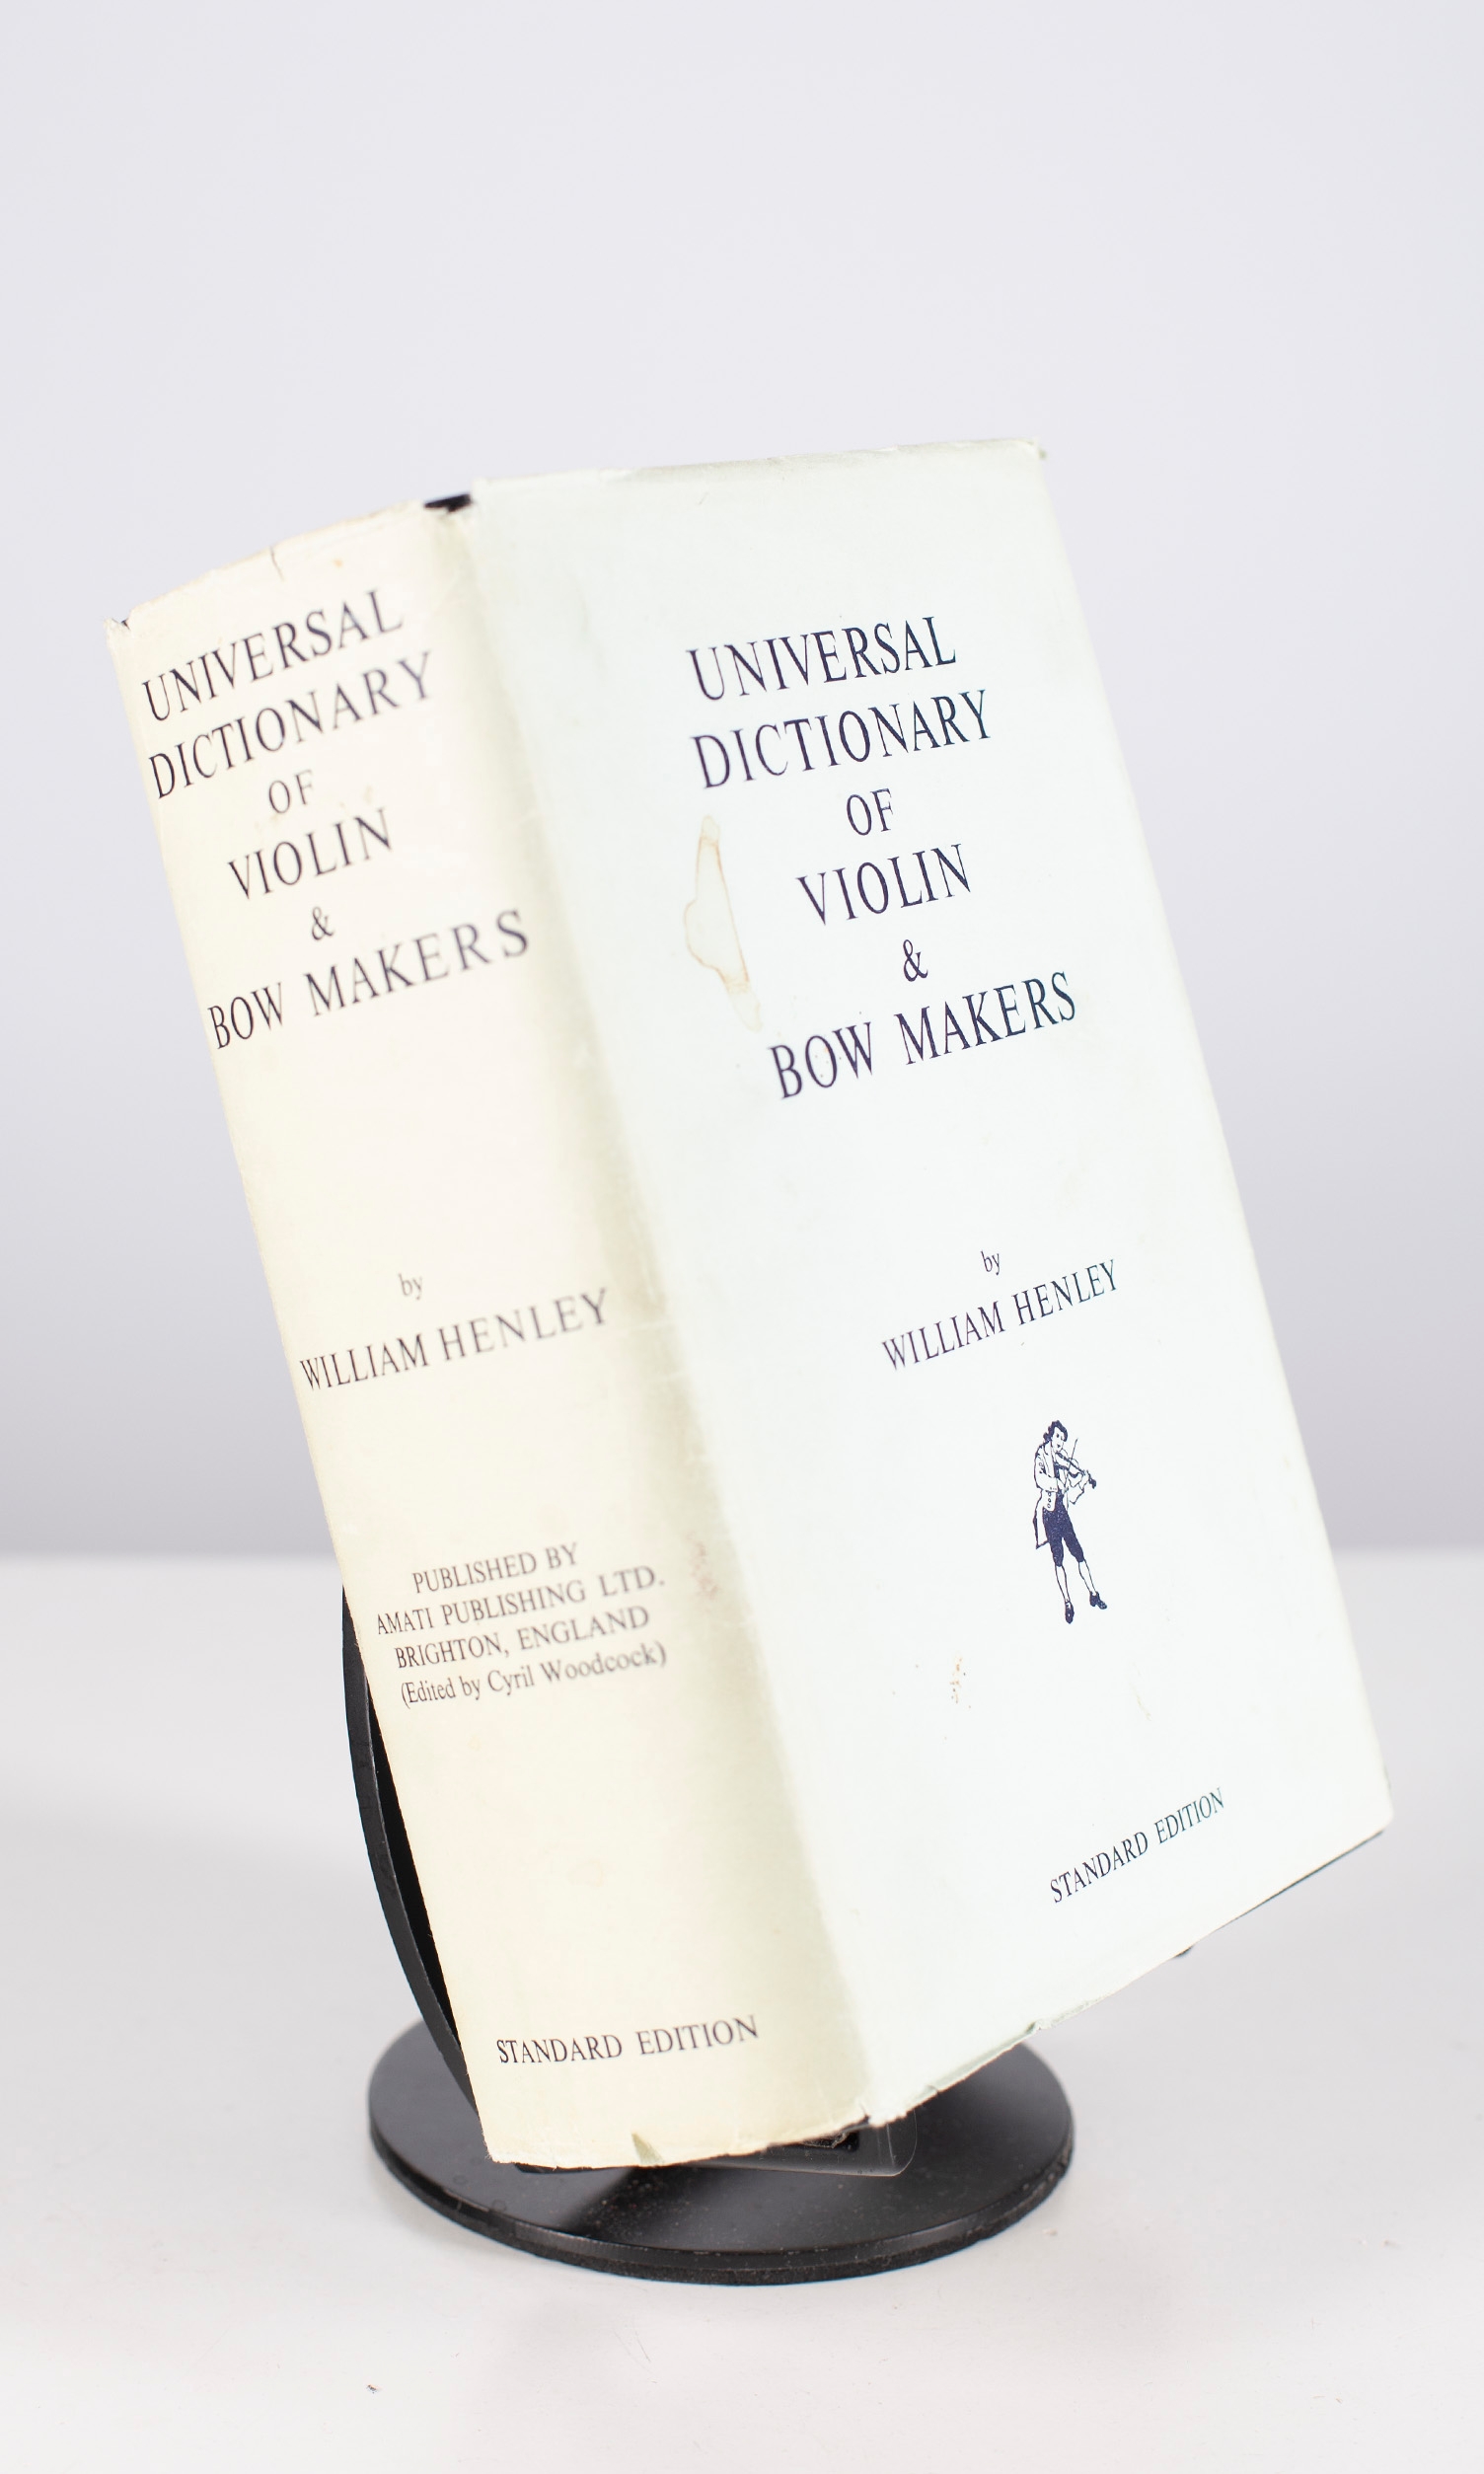 UNIVERSAL
DICTIONARY
OF
VIOLIN
&
BOW MAKERS
by
WILLIAM HENLEY
PUBLISHED BY
AMATI PUBLISHING LTD.
BRIGHTON, ENGLAND
(Edited by Cyril Woodcock)
STANDARD EDITION
UNIVERSAL
DICTIONARY
OF
VIOLIN
&
BOW MAKERS
by
WILLIAM HENLEY
STANDARD EDITION